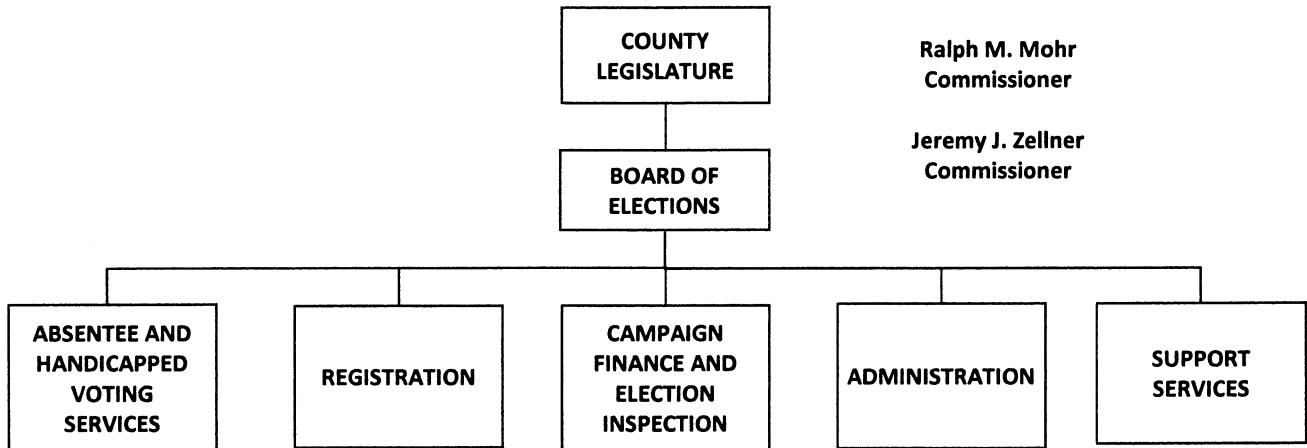 COUNTY
LEGISLATURE
Ralph M. Mohr
Commissioner
Jeremy J. Zellner
Commissioner
BOARD OF
ELECTIONS
ABSENTEE AND
HANDICAPPED
VOTING
SERVICES
REGISTRATION
CAMPAIGN
FINANCE AND
ELECTION
INSPECTION
ADMINISTRATION
SUPPORT
SERVICES